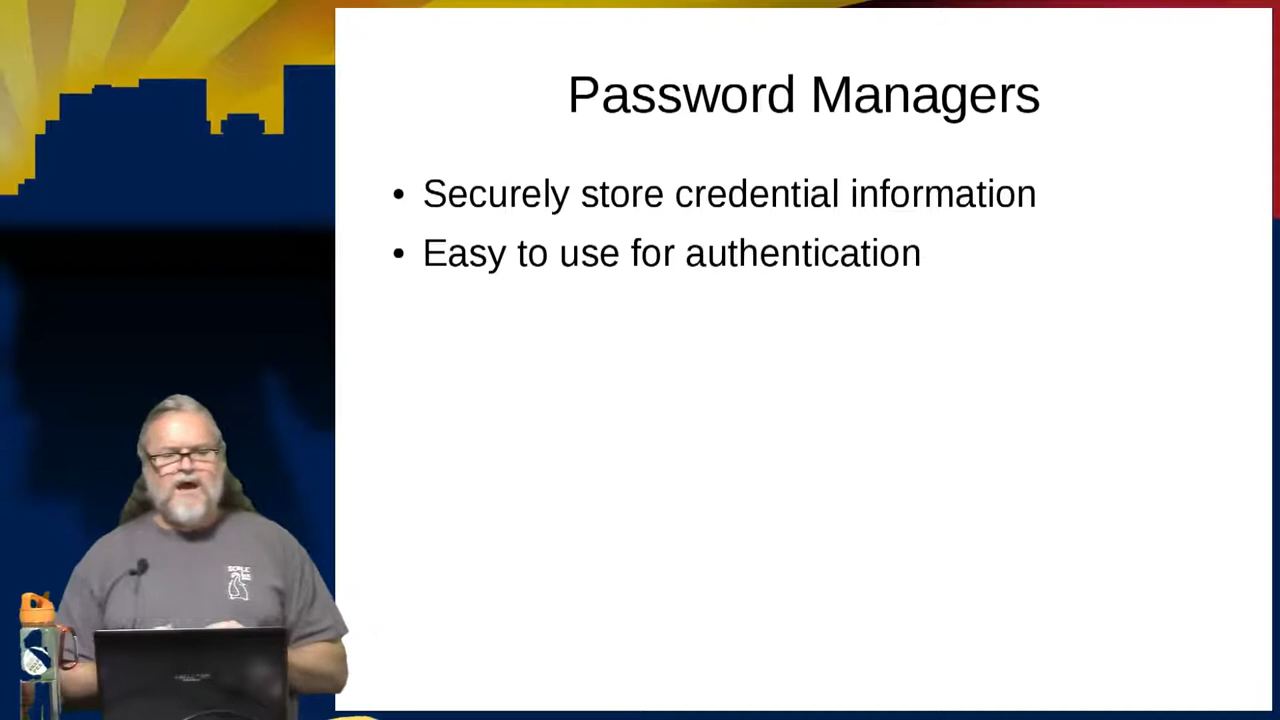 Password Managers
• Securely store credential information
• Easy to use for authentication